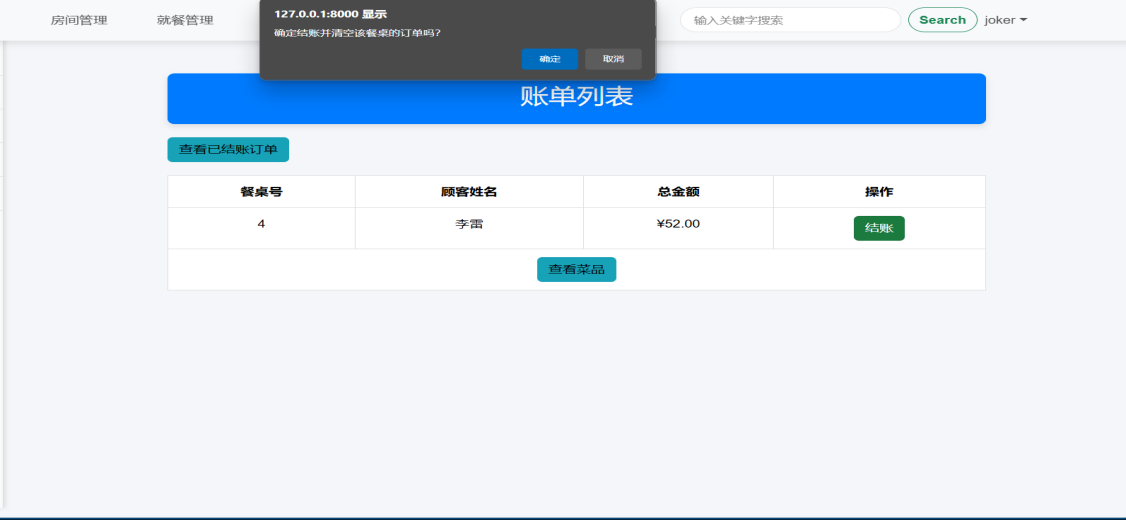 房间管理 就餐管理 输入关键字搜索 Search joker
127.0.0.1:8000 显示
确定结账并清空该餐桌的订单吗?
确定 取消
账单列表
查看已结账订单
餐桌号 顾客姓名 总金额 操作
4 李雷 ¥52.00 结账
查看菜品